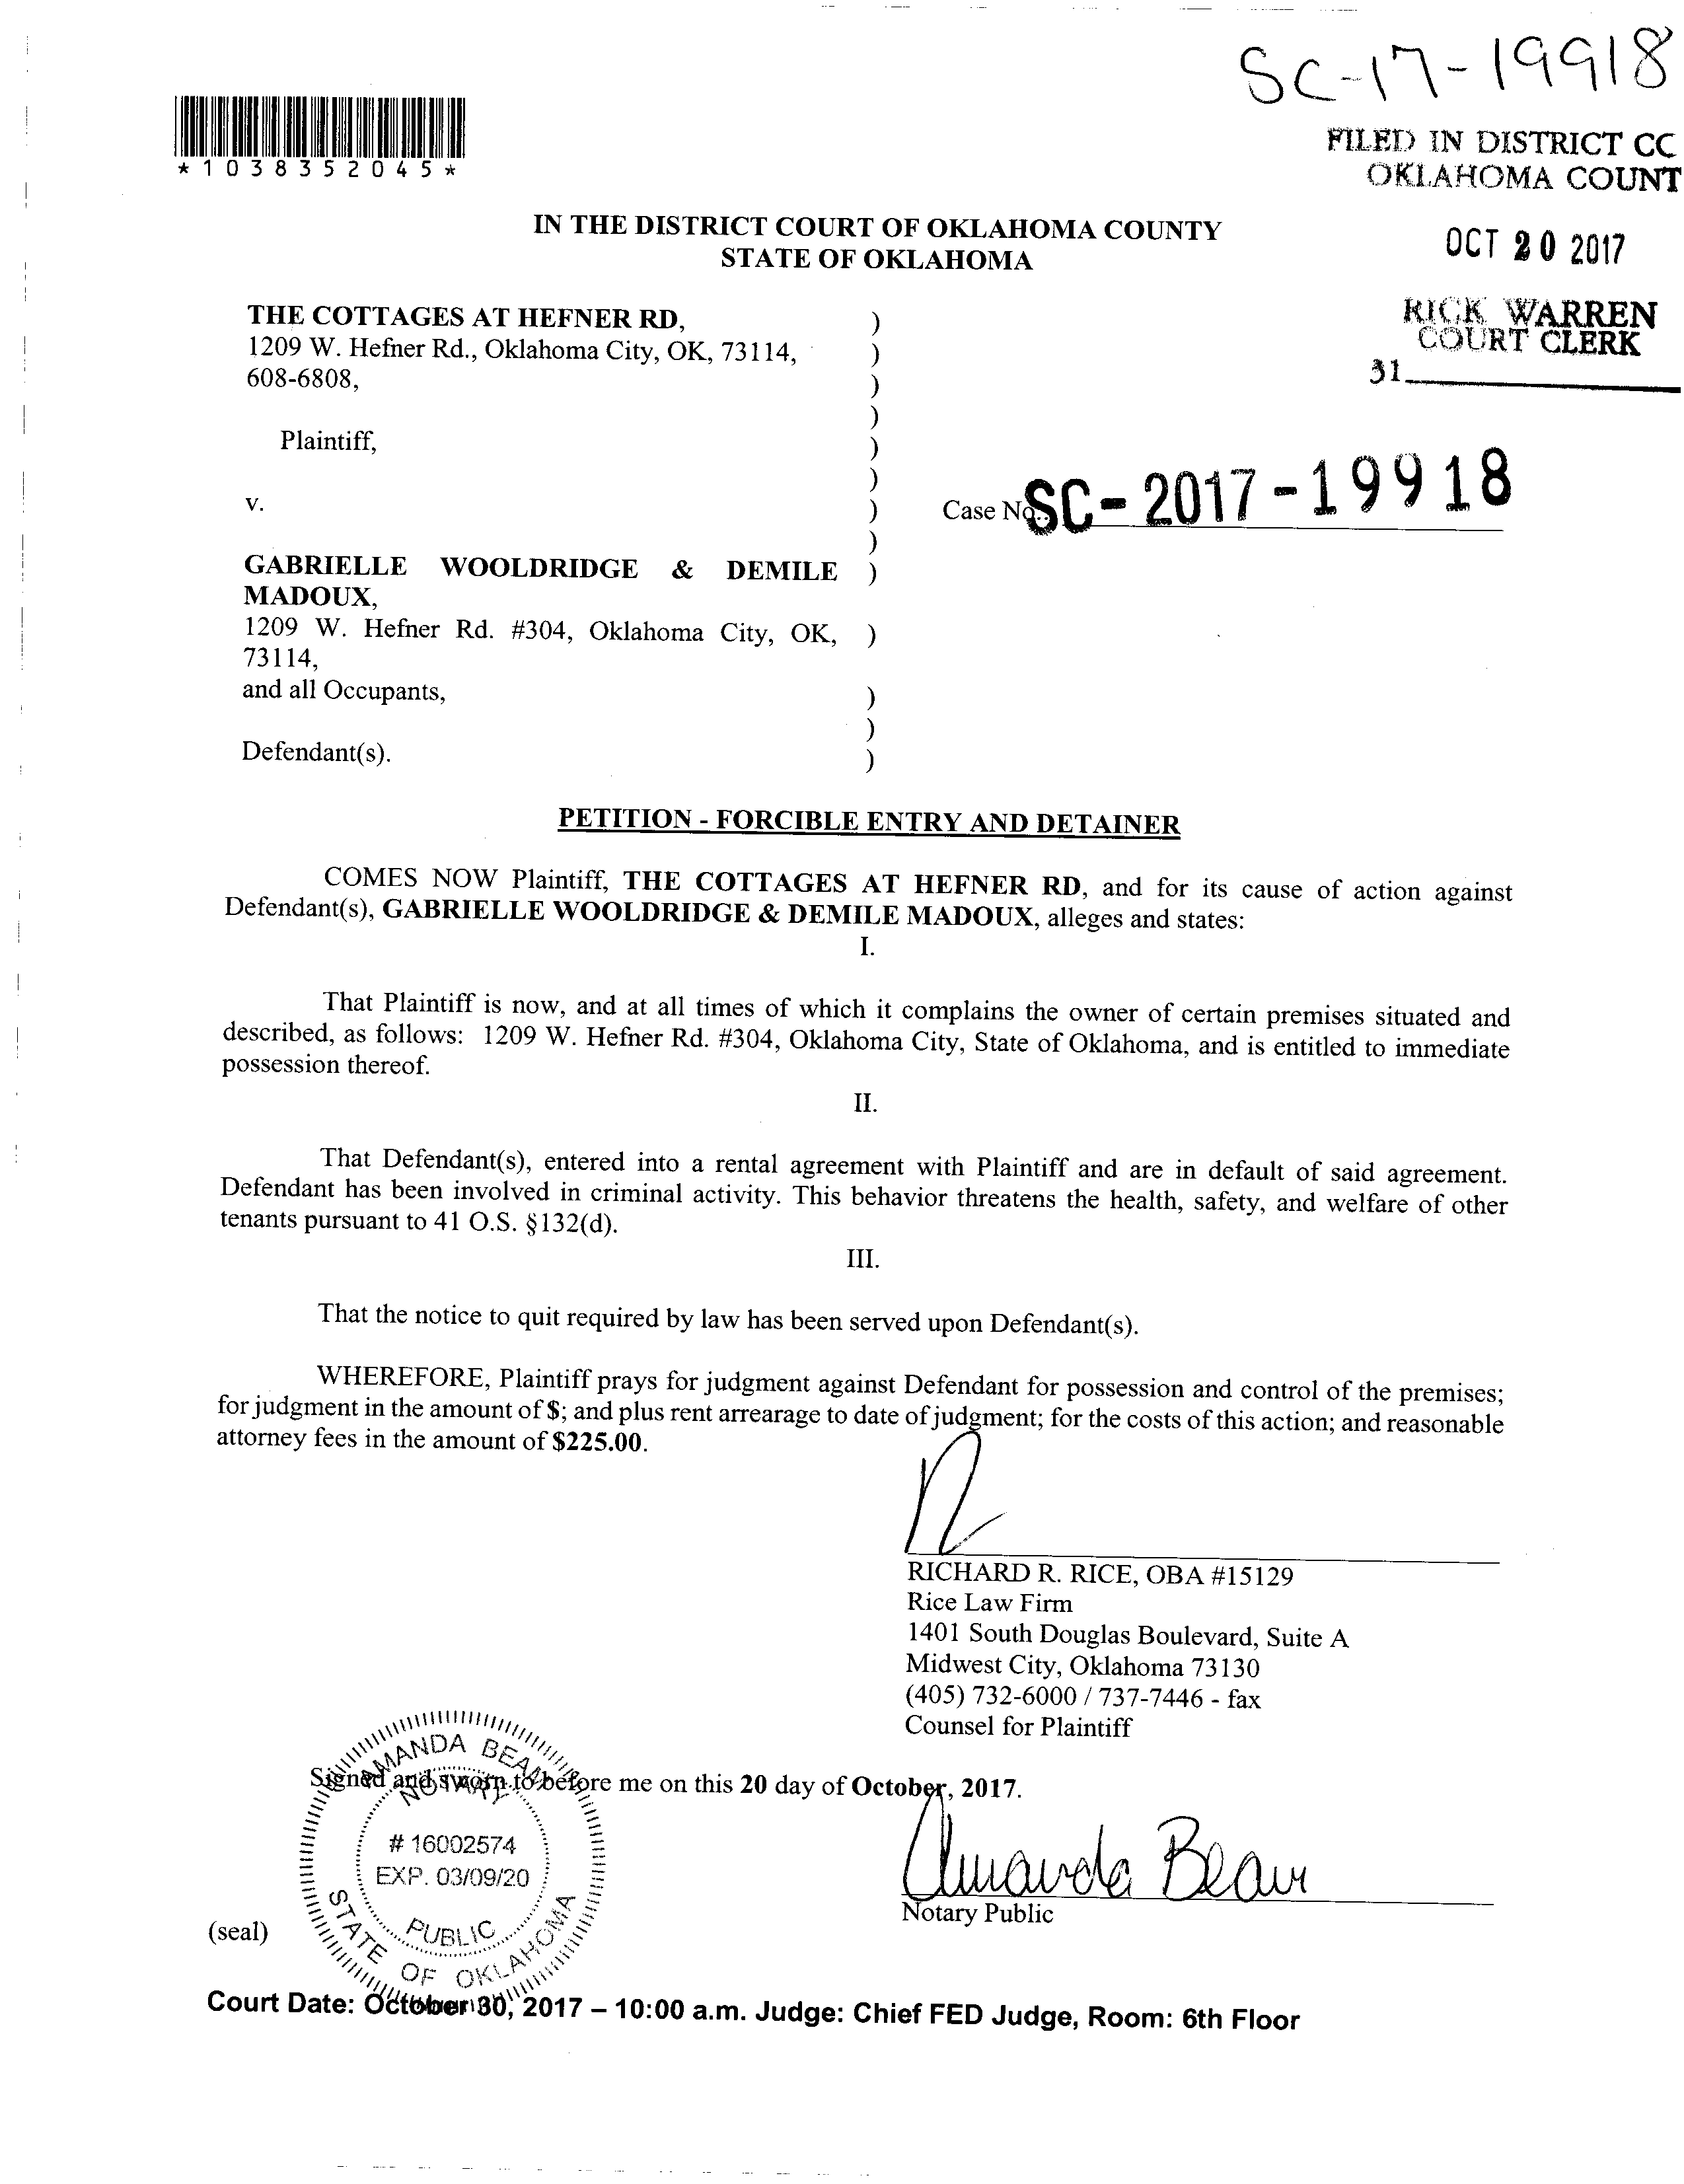 SC-17-19918
*1038352045*
FILED IN DISTRICT CC
OKLAHOMA COUNT
OCT 20 2017
RICK WARREN
COURT CLERK
31
IN THE DISTRICT COURT OF OKLAHOMA COUNTY
STATE OF OKLAHOMA
THE COTTAGES AT HEFNER RD, )
1209 W. Hefner Rd., Oklahoma City, OK, 73114, )
608-6808, )
)
Plaintiff, )
)
v. ) Case No.: SC-2017-19918
)
GABRIELLE WOOLDRIDGE & DEMILE )
MADOUX,
1209 W. Hefner Rd. #304, Oklahoma City, OK, )
73114,
and all Occupants, )
)
Defendant(s). )
PETITION - FORCIBLE ENTRY AND DETAINER
COMES NOW Plaintiff, THE COTTAGES AT HEFNER RD, and for its cause of action against
Defendant(s), GABRIELLE WOOLDRIDGE & DEMILE MADOUX, alleges and states:
I.
That Plaintiff is now, and at all times of which it complains the owner of certain premises situated and
described, as follows: 1209 W. Hefner Rd. #304, Oklahoma City, State of Oklahoma, and is entitled to immediate
possession thereof.
II.
That Defendant(s), entered into a rental agreement with Plaintiff and are in default of said agreement.
Defendant has been involved in criminal activity. This behavior threatens the health, safety, and welfare of other
tenants pursuant to 41 O.S. §132(d).
III.
That the notice to quit required by law has been served upon Defendant(s).
WHEREFORE, Plaintiff prays for judgment against Defendant for possession and control of the premises;
for judgment in the amount of $; and plus rent arrearage to date of judgment; for the costs of this action; and reasonable
attorney fees in the amount of $225.00.
RICHARD R. RICE, OBA #15129
Rice Law Firm
1401 South Douglas Boulevard, Suite A
Midwest City, Oklahoma 73130
(405) 732-6000 / 737-7446 - fax
Counsel for Plaintiff
Signed and sworn to before me on this 20 day of October, 2017.
AMANDA BEAN
NOTARY
# 16002574
EXP. 03/09/20
PUBLIC
STATE OF OKLAHOMA
Amanda Bean
Notary Public
(seal)
Court Date: October 30, 2017 – 10:00 a.m. Judge: Chief FED Judge, Room: 6th Floor